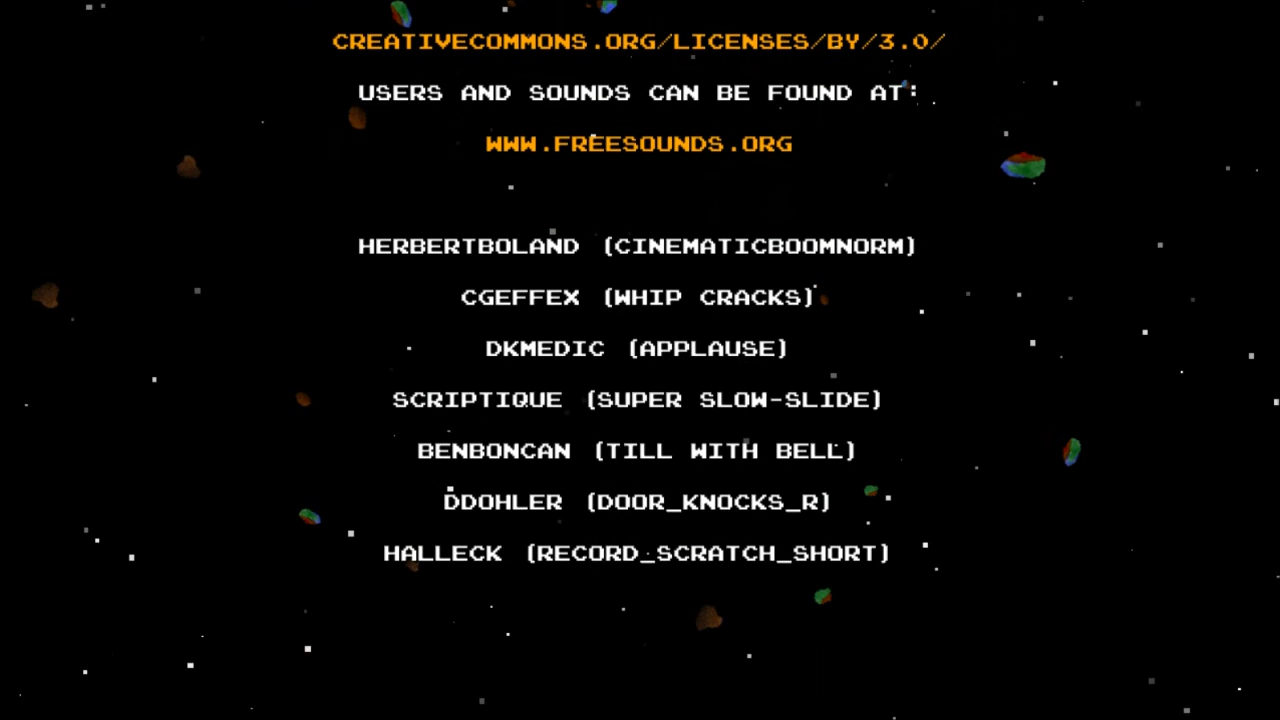 CREATIVECOMMONS.ORG/LICENSES/BY/3.0/
USERS AND SOUNDS CAN BE FOUND AT:
WWW.FREESOUNDS.ORG
HERBERTBOLAND (CINEMATICBOOMNORM)
CGEFFEX (WHIP CRACKS)
DKMEDIC (APPLAUSE)
SCRIPTIQUE (SUPER SLOW-SLIDE)
BENBONCAN (TILL WITH BELL)
DDOHLER (DOOR_KNOCKS_R)
HALLECK (RECORD_SCRATCH_SHORT)